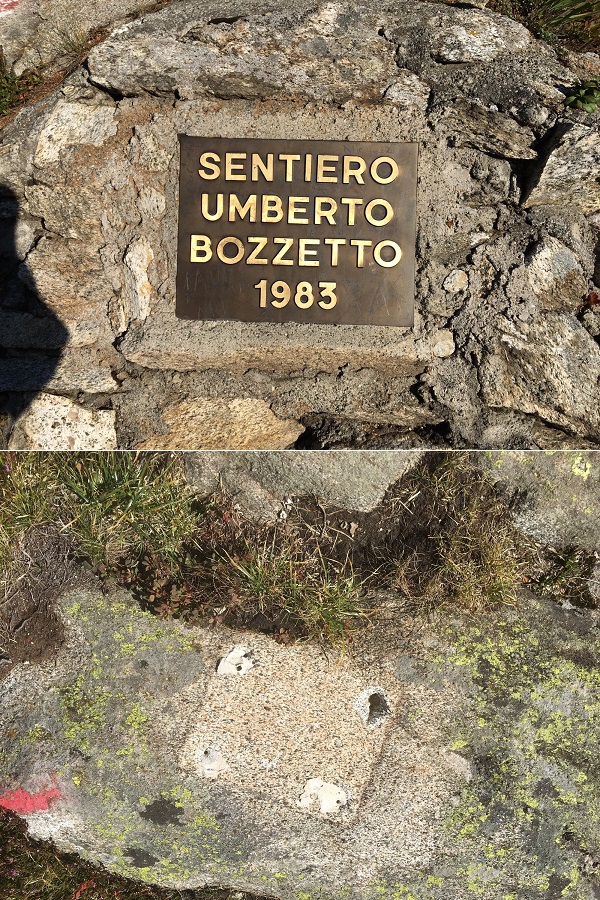 SENTIERO
UMBERTO
BOZZETTO
1983